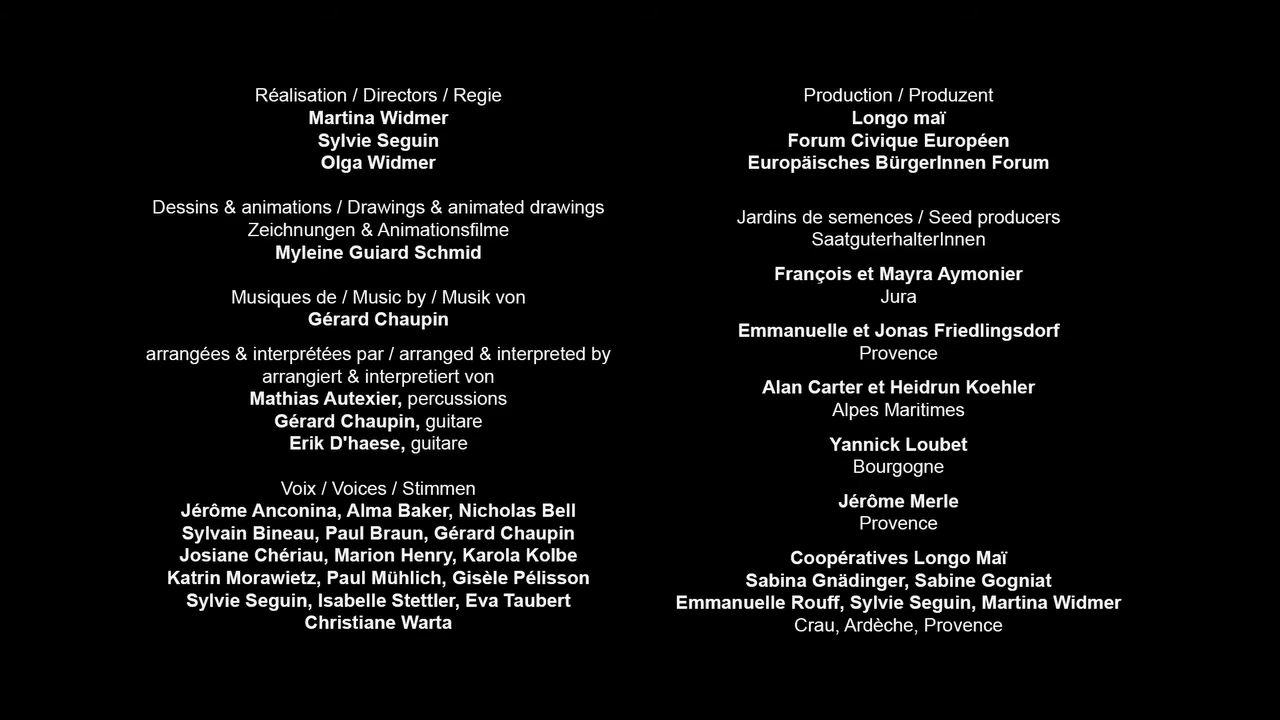 Réalisation / Directors / Regie
Martina Widmer
Sylvie Seguin
Olga Widmer
Dessins & animations / Drawings & animated drawings
Zeichnungen & Animationsfilme
Myleine Guiard Schmid
Musiques de / Music by / Musik von
Gérard Chaupin
arrangées & interprétées par / arranged & interpreted by
arrangiert & interpretiert von
Mathias Autexier, percussions
Gérard Chaupin, guitare
Erik D'haese, guitare
Voix / Voices / Stimmen
Jérôme Anconina, Alma Baker, Nicholas Bell
Sylvain Bineau, Paul Braun, Gérard Chaupin
Josiane Chériau, Marion Henry, Karola Kolbe
Katrin Morawietz, Paul Mühlich, Gisèle Pélisson
Sylvie Seguin, Isabelle Stettler, Eva Taubert
Christiane Warta
Production / Produzent
Longo maï
Forum Civique Européen
Europäisches BürgerInnen Forum
Jardins de semences / Seed producers
SaatguterhalterInnen
François et Mayra Aymonier
Jura
Emmanuelle et Jonas Friedlingsdorf
Provence
Alan Carter et Heidrun Koehler
Alpes Maritimes
Yannick Loubet
Bourgogne
Jérôme Merle
Provence
Coopératives Longo Maï
Sabina Gnädinger, Sabine Gogniat
Emmanuelle Rouff, Sylvie Seguin, Martina Widmer
Crau, Ardèche, Provence